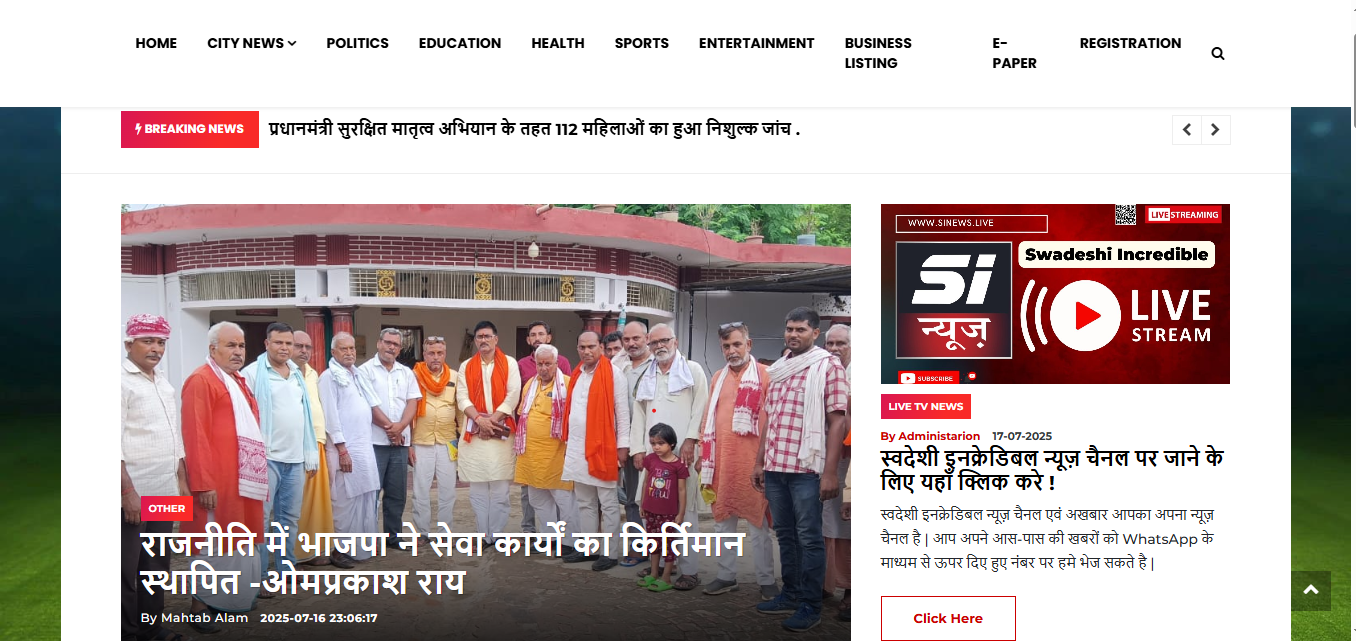 HOME CITY NEWS POLITICS EDUCATION HEALTH SPORTS ENTERTAINMENT BUSINESS LISTING E-PAPER REGISTRATION
BREAKING NEWS प्रधानमंत्री सुरक्षित मातृत्व अभियान के तहत 112 महिलाओं का हुआ निशुल्क जांच .
OTHER
राजनीति में भाजपा ने सेवा कार्यों का किर्तिमान
स्थापित -ओमप्रकाश राय
By Mahtab Alam 2025-07-16 23:06:17
WWW.SINEWS.LIVE
LIVE STREAMING
Si
न्यूज़
Swadeshi Incredible
LIVE
STREAM
SUBSCRIBE
LIVE TV NEWS
By Administarion 17-07-2025
स्वदेशी इनक्रेडिबल न्यूज़ चैनल पर जाने के
लिए यहाँ क्लिक करे !
स्वदेशी इनक्रेडिबल न्यूज़ चैनल एवं अखबार आपका अपना न्यूज़
चैनल है | आप अपने आस-पास की खबरों को WhatsApp के
माध्यम से ऊपर दिए हुए नंबर पर हमे भेज सकते है |
Click Here